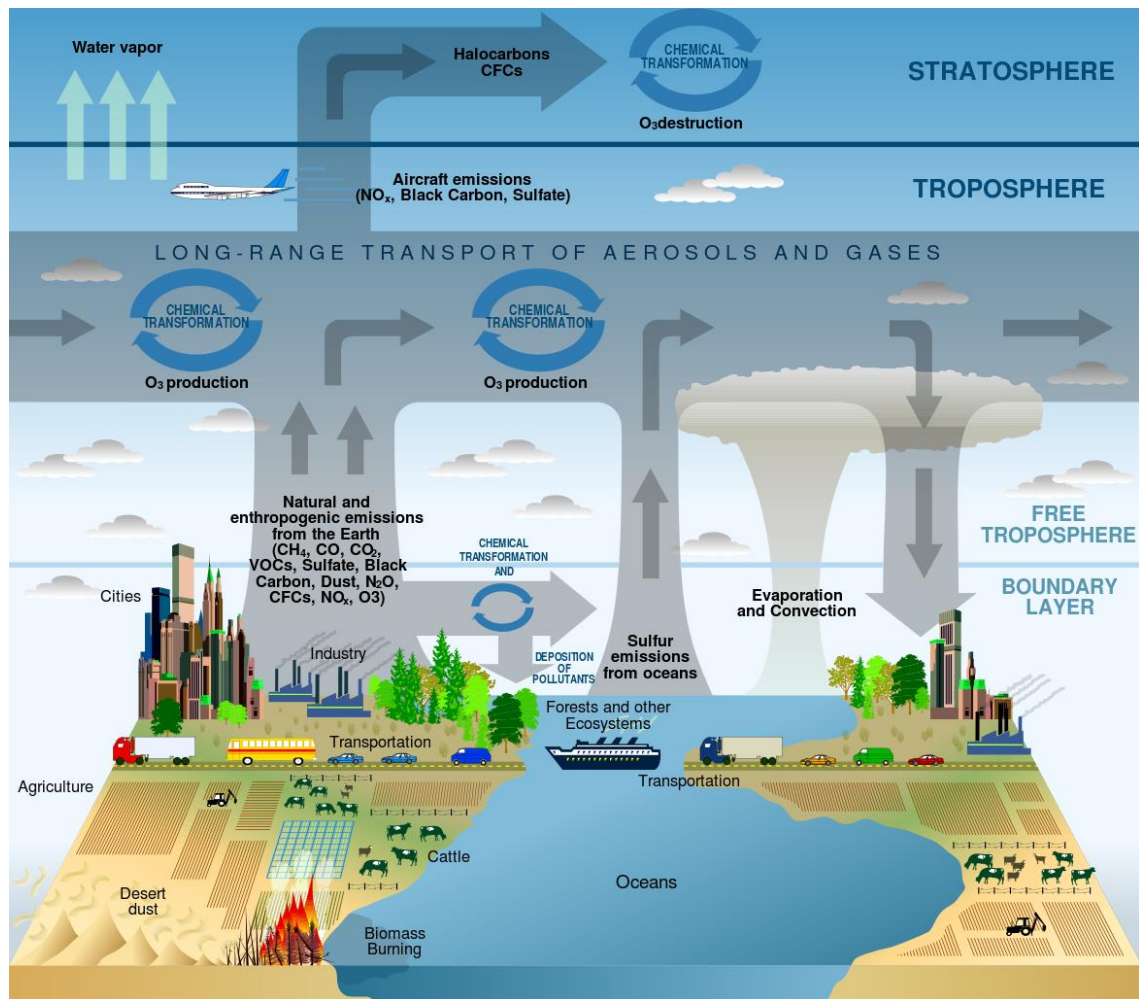 Water vapor
Halocarbons
CFCs
CHEMICAL
TRANSFORMATION
O₃destruction
STRATOSPHERE
Aircraft emissions
(NOₓ, Black Carbon, Sulfate)
TROPOSPHERE
LONG-RANGE TRANSPORT OF AEROSOLS AND GASES
CHEMICAL
TRANSFORMATION
O₃ production
CHEMICAL
TRANSFORMATION
O₃ production
Natural and
enthropogenic emissions
from the Earth
(CH₄, CO, CO₂,
VOCs, Sulfate, Black
Carbon, Dust, N₂O,
CFCs, NOₓ, O3)
CHEMICAL
TRANSFORMATION
AND
DEPOSITION
OF
POLLUTANTS
FREE
TROPOSPHERE
BOUNDARY
LAYER
Cities
Industry
Sulfur
emissions
from oceans
Evaporation
and Convection
Forests and other
Ecosystems
Transportation
Transportation
Agriculture
Cattle
Desert
dust
Biomass
Burning
Oceans